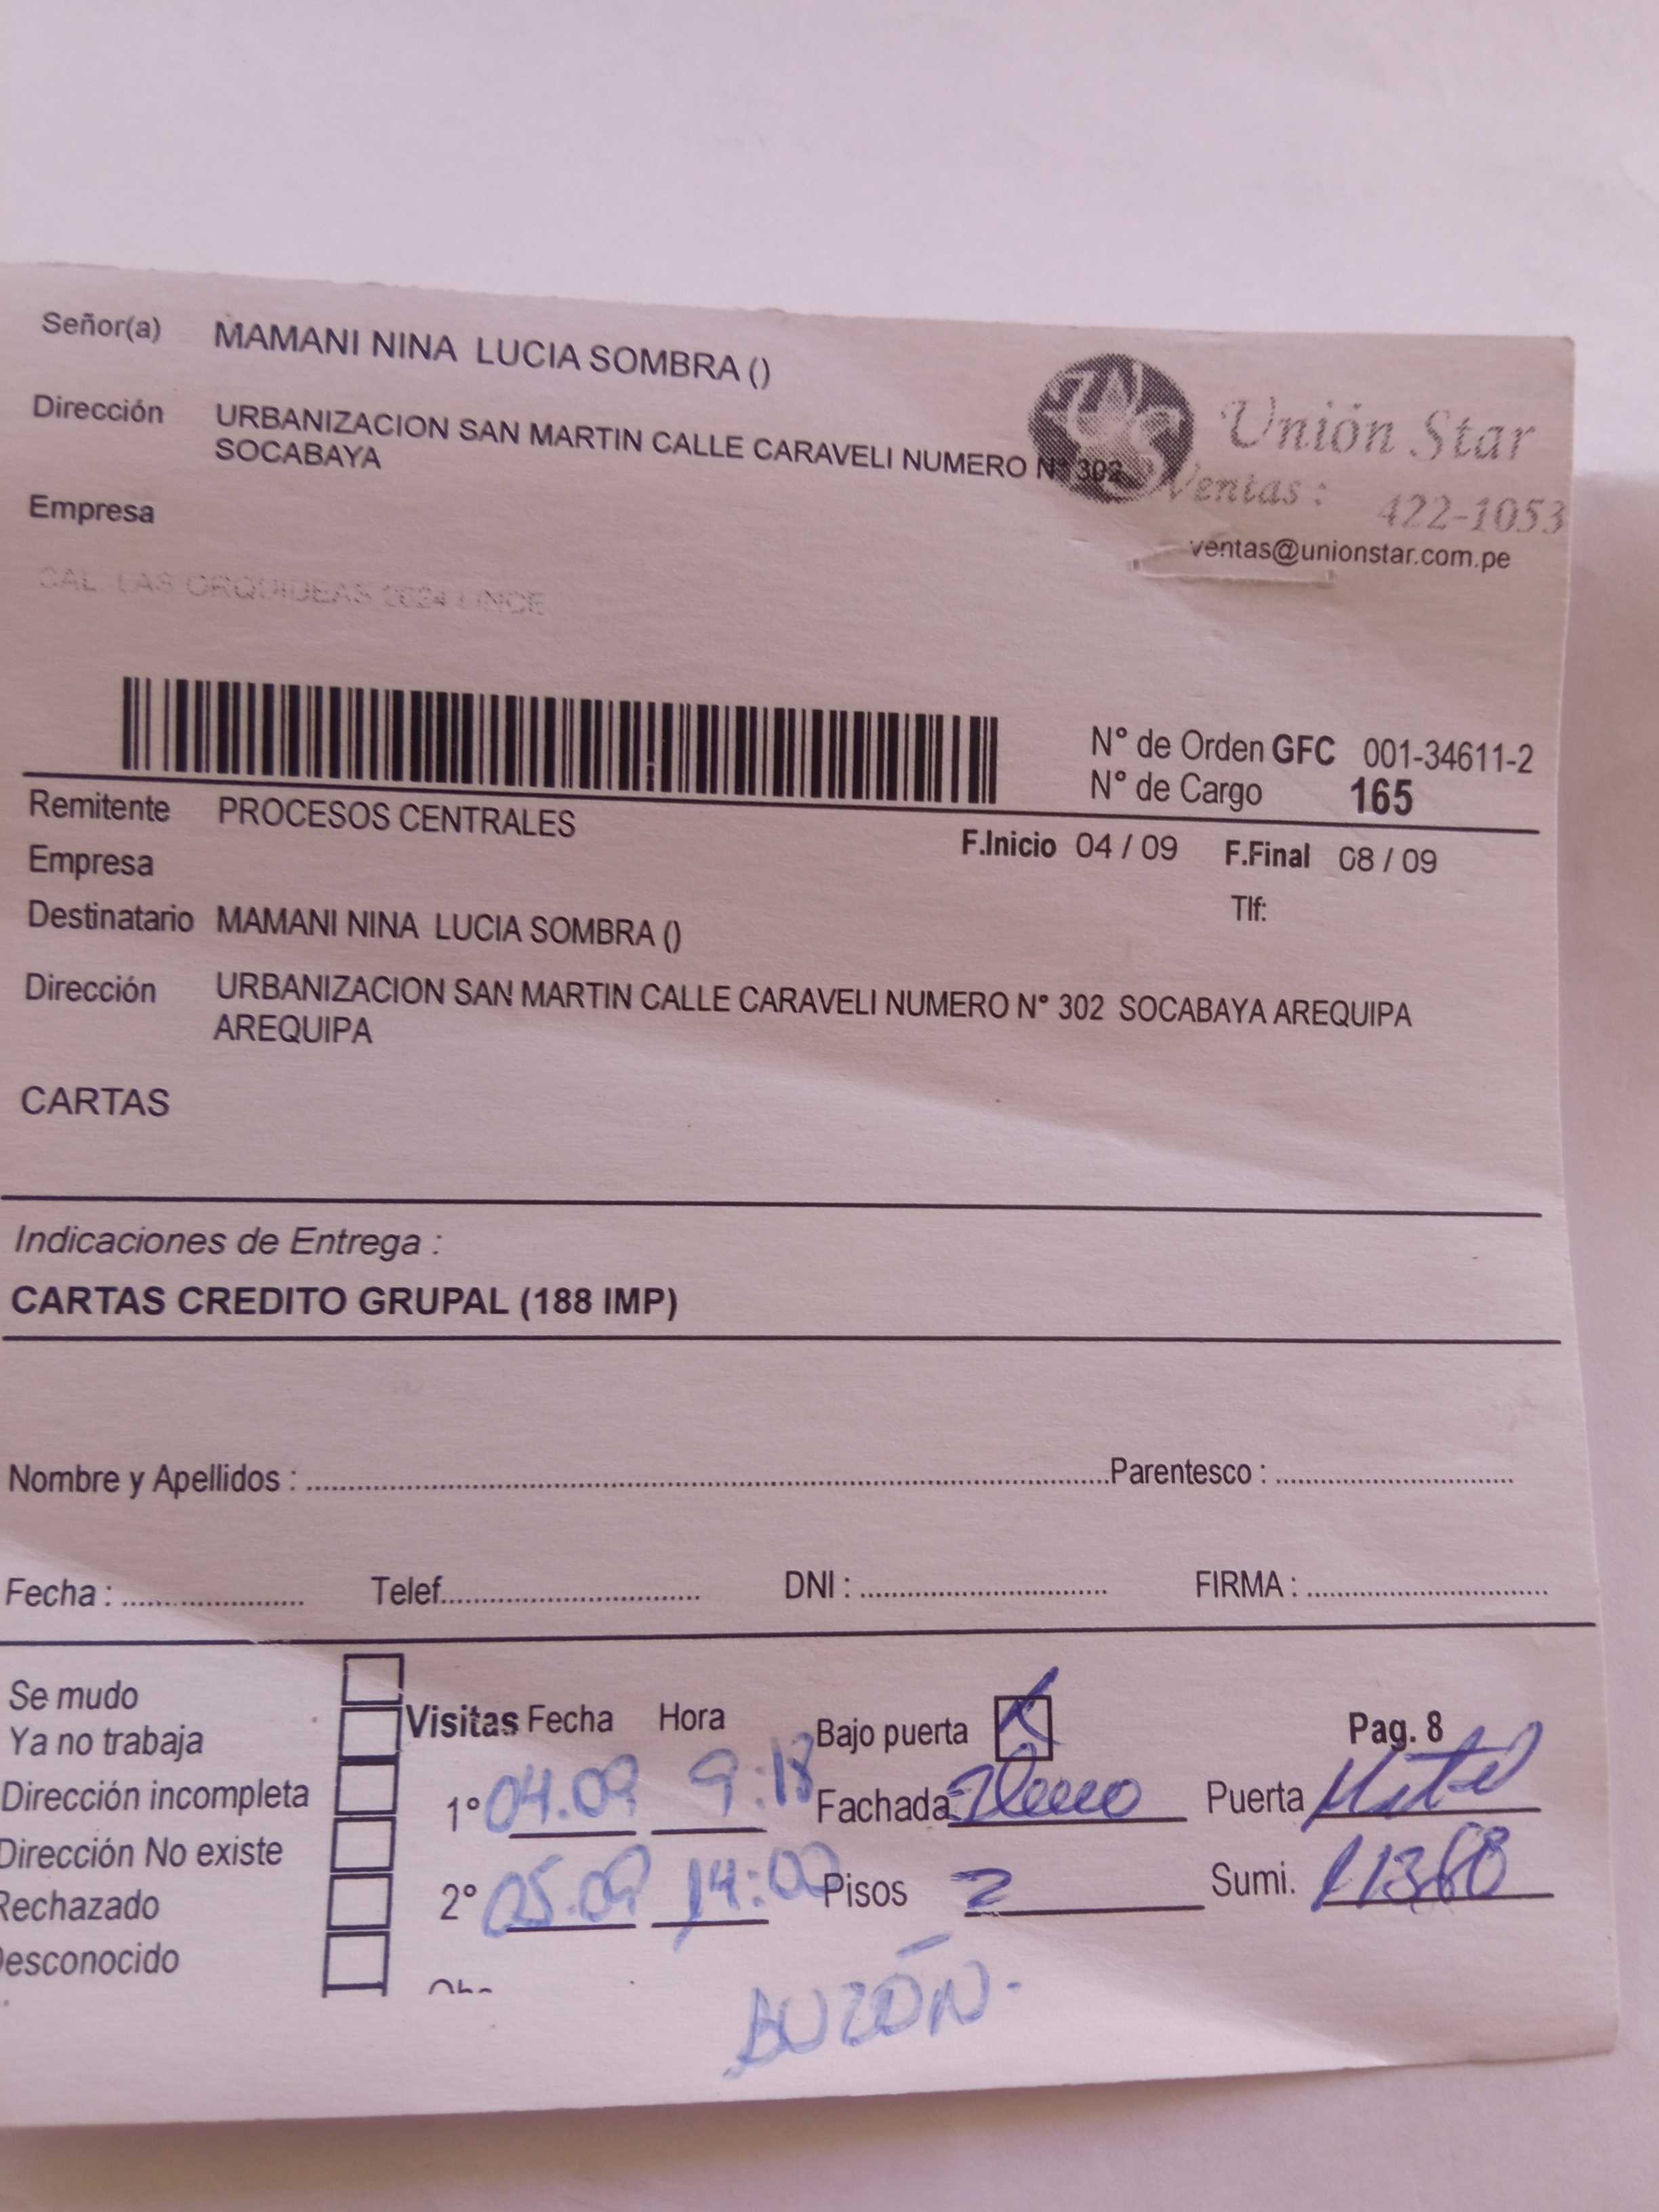 Señor(a) MAMANI NINA LUCIA SOMBRA ()
Dirección URBANIZACION SAN MARTIN CALLE CARAVELI NUMERO N° 302
SOCABAYA
Unión Star
Ventas : 422-1053
ventas@unionstar.com.pe
Empresa
CAL LAS ORQUIDEAS 2024 LINCE
N° de Orden GFC 001-34611-2
N° de Cargo 165
Remitente PROCESOS CENTRALES
F.Inicio 04 / 09 F.Final 08 / 09
Empresa
Tlf:
Destinatario MAMANI NINA LUCIA SOMBRA ()
Dirección URBANIZACION SAN MARTIN CALLE CARAVELI NUMERO N° 302 SOCABAYA AREQUIPA
AREQUIPA
CARTAS
Indicaciones de Entrega :
CARTAS CREDITO GRUPAL (188 IMP)
Nombre y Apellidos : Parentesco :
Fecha : Telef. DNI : FIRMA :
Se mudo
Ya no trabaja
Dirección incompleta
Dirección No existe
Rechazado
Desconocido
Visitas Fecha Hora
1° 04.09 9:18
2° 05.09 14:00
Bajo puerta
Pag. 8
Fachada Puerta
Pisos 2 Sumi.
BUZÓN.